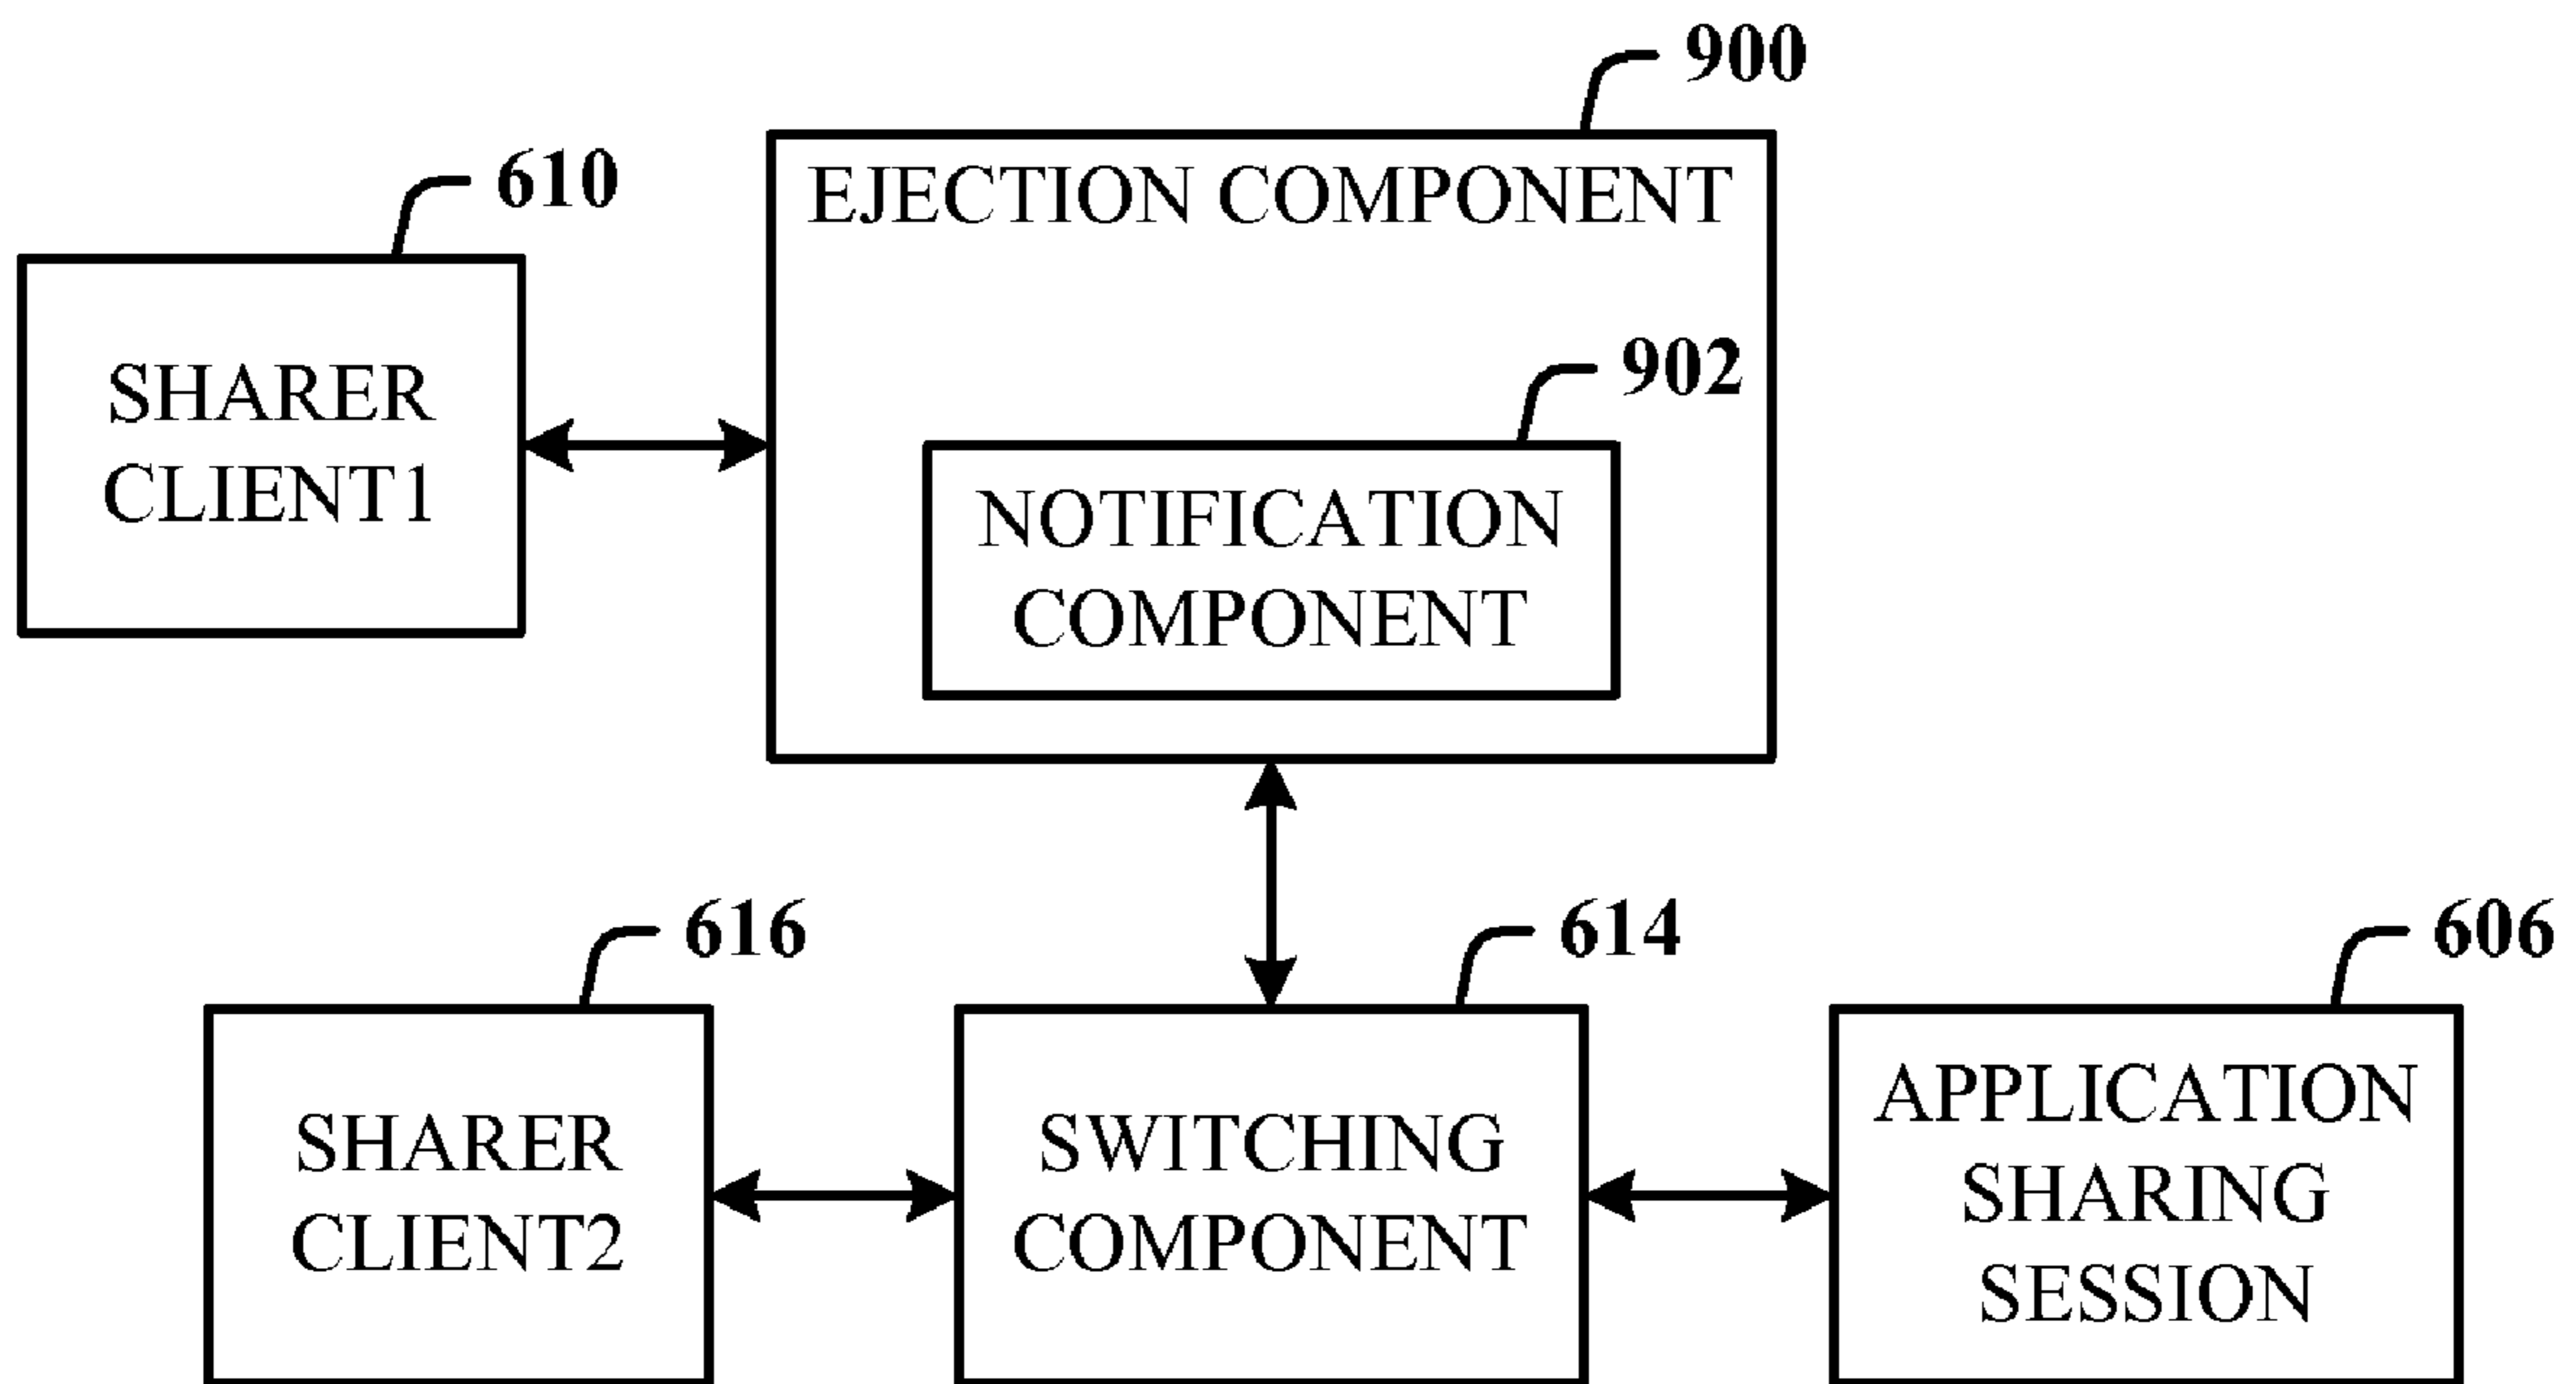 900
EJECTION COMPONENT
610
SHARER
CLIENT1
902
NOTIFICATION
COMPONENT
616
SHARER
CLIENT2
614
SWITCHING
COMPONENT
606
APPLICATION
SHARING
SESSION